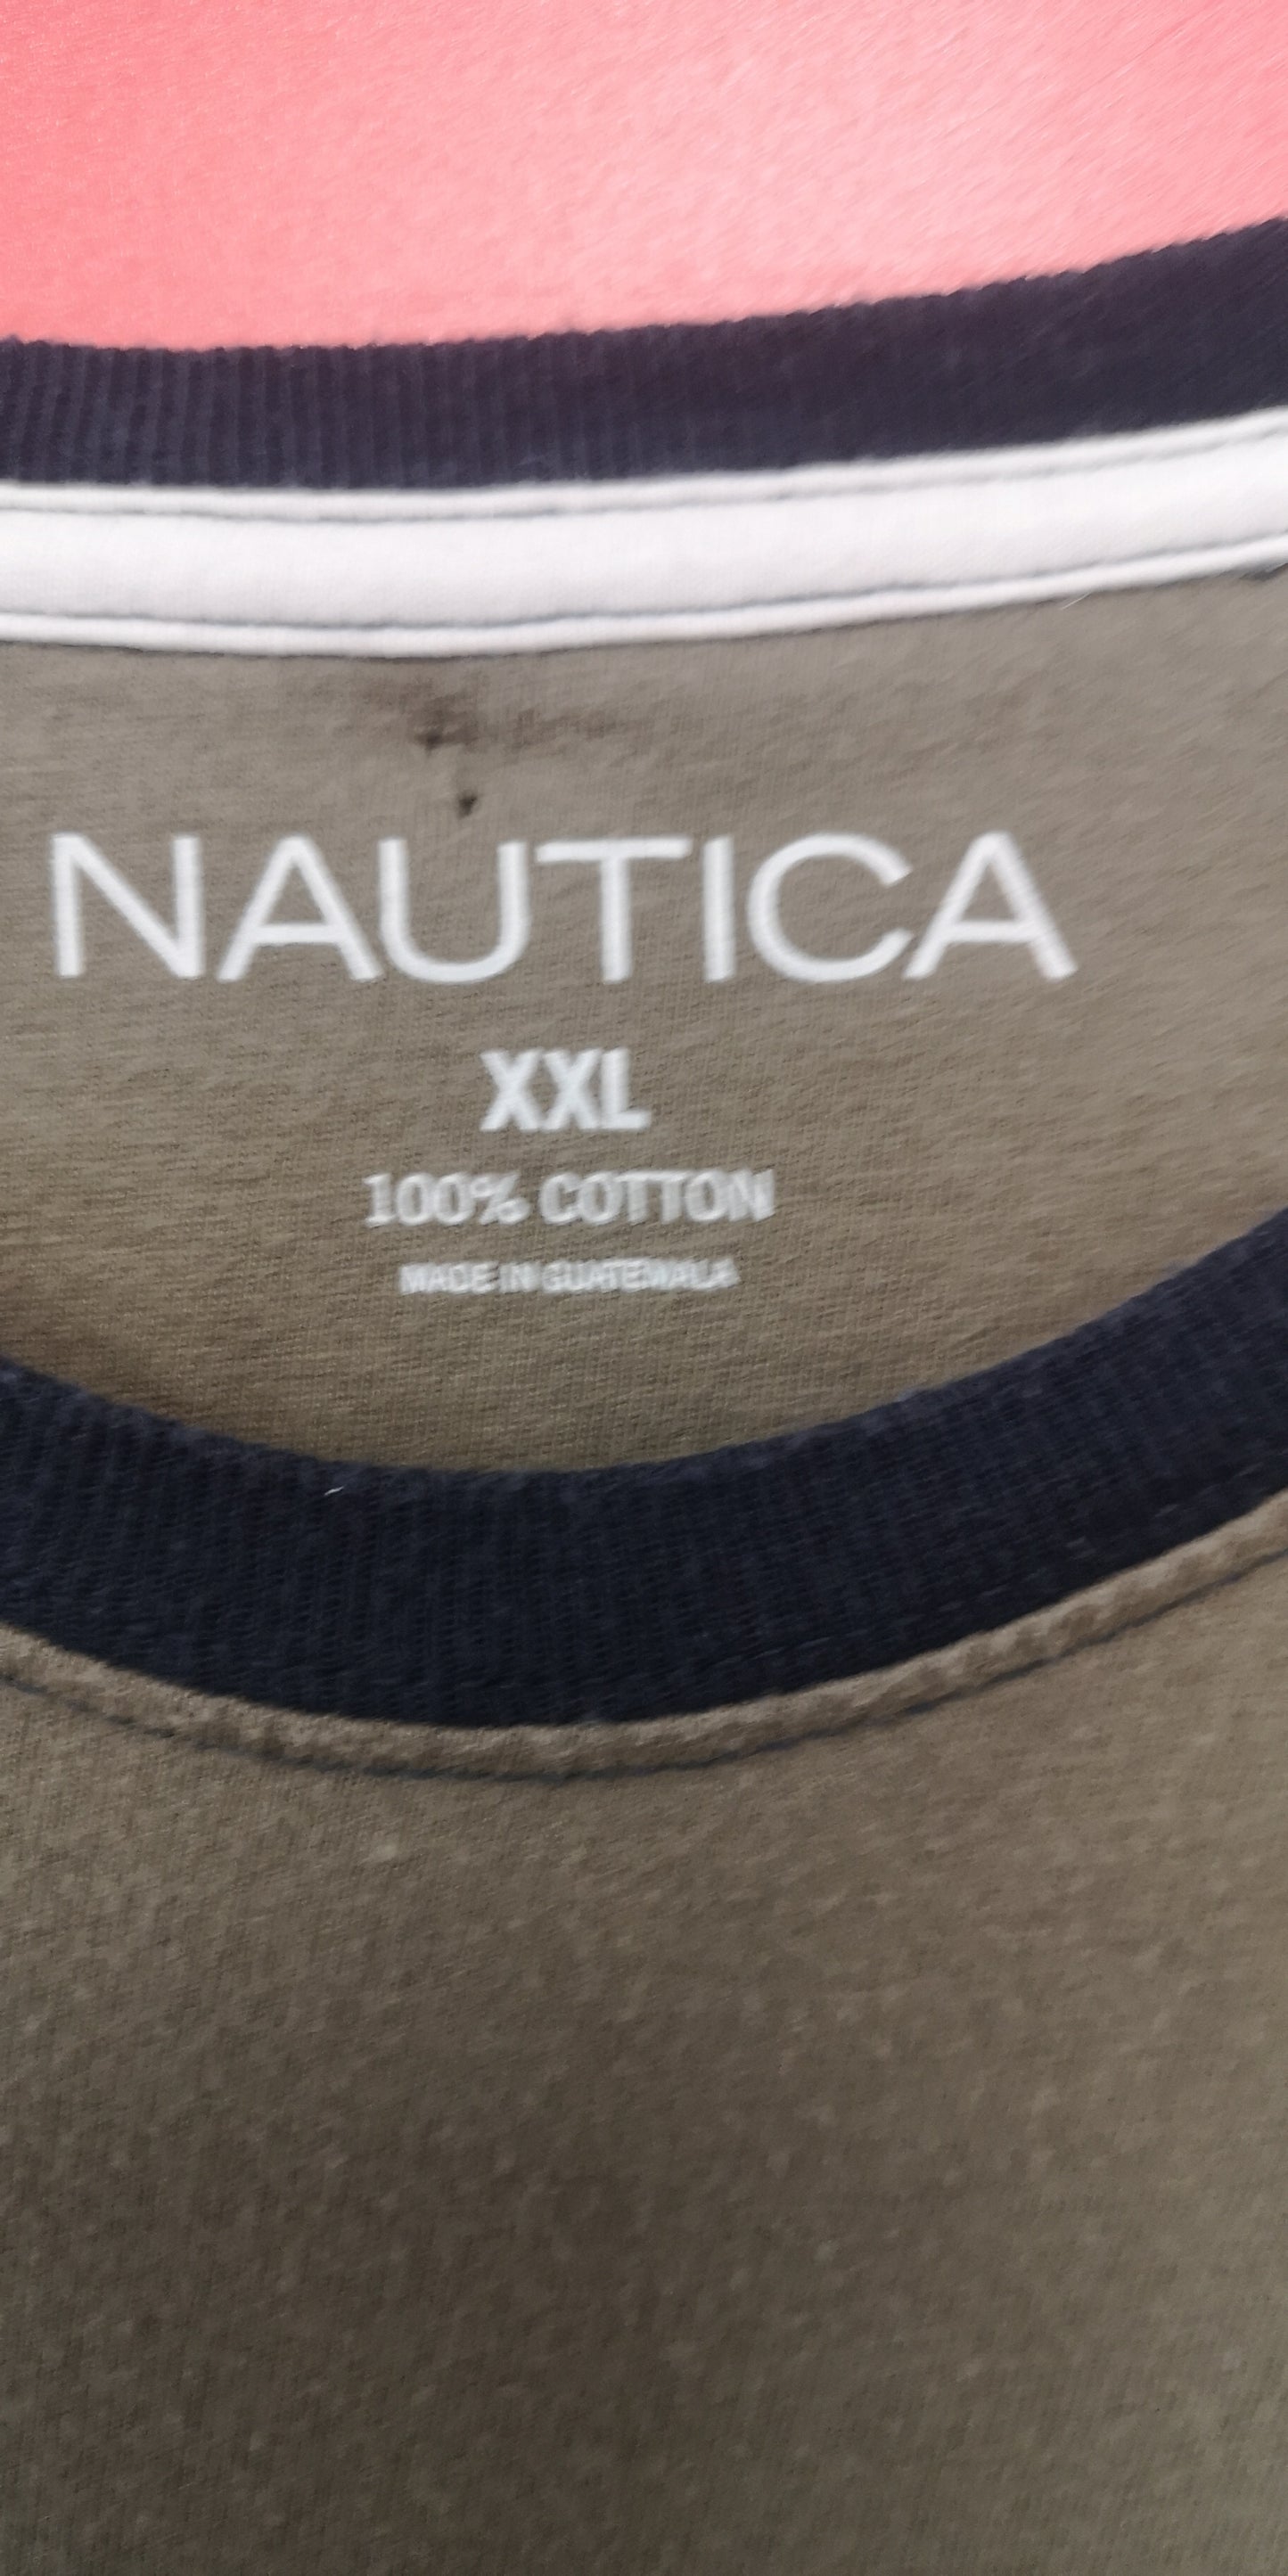 NAUTICA
XXL
100% COTTON
MADE IN GUATEMALA